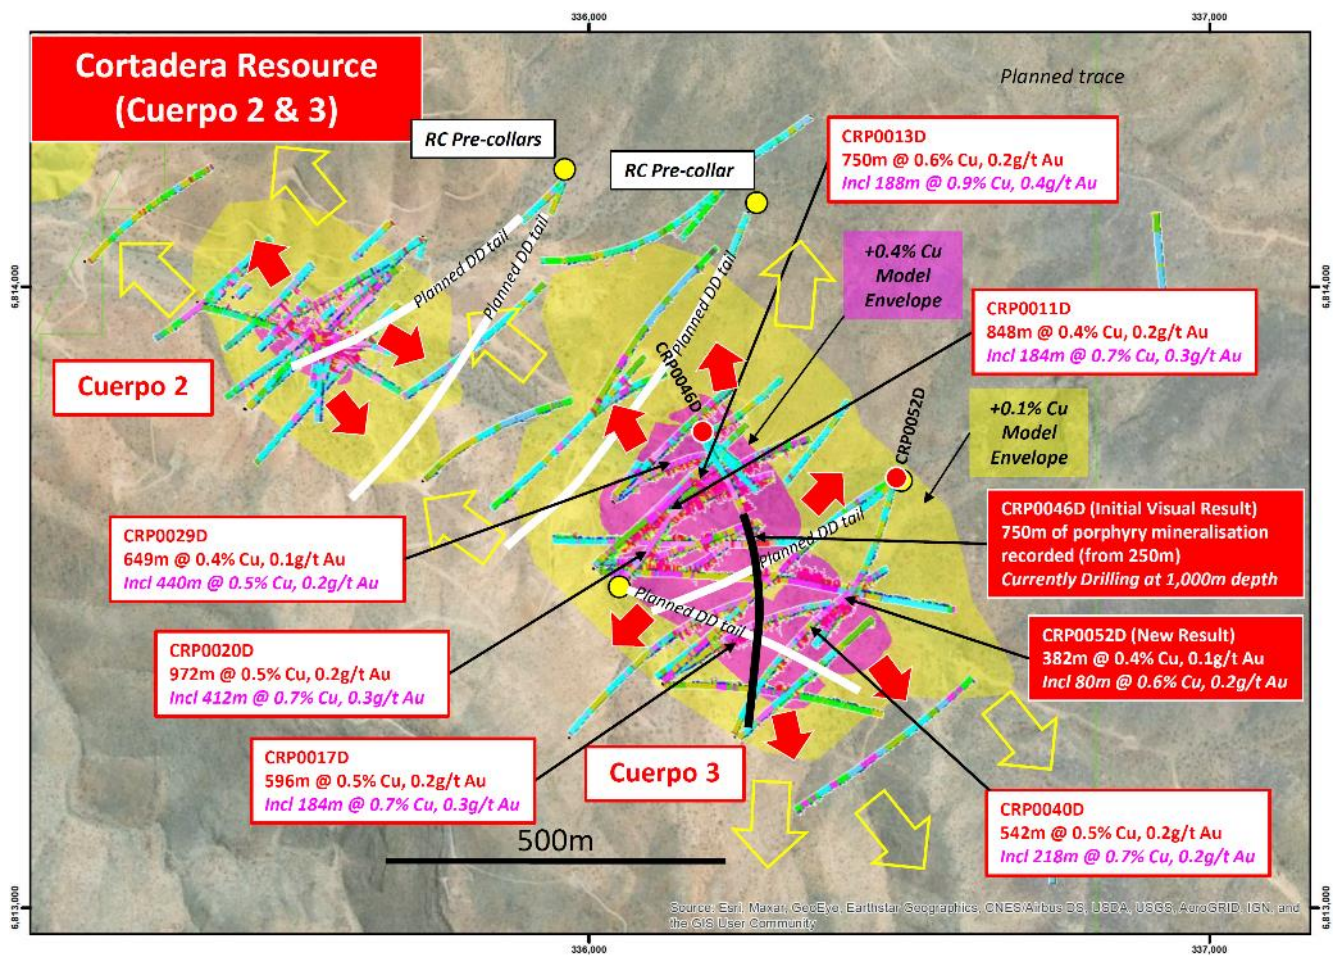 336,000
337,000
Cortadera Resource
(Cuerpo 2 & 3)
Planned trace
RC Pre-collars
RC Pre-collar
CRP0013D
750m @ 0.6% Cu, 0.2g/t Au
Incl 188m @ 0.9% Cu, 0.4g/t Au
+0.4% Cu
Model
Envelope
6,814,000
6,814,000
CRP0011D
848m @ 0.4% Cu, 0.2g/t Au
Incl 184m @ 0.7% Cu, 0.3g/t Au
Planned DD tail
Planned DD tail
Planned DD tail
Cuerpo 2
CRP0046D
CRP0052D
+0.1% Cu
Model
Envelope
CRP0029D
649m @ 0.4% Cu, 0.1g/t Au
Incl 440m @ 0.5% Cu, 0.2g/t Au
CRP0046D (Initial Visual Result)
750m of porphyry mineralisation
recorded (from 250m)
Currently Drilling at 1,000m depth
Planned DD tail
Planned DD tail
CRP0020D
972m @ 0.5% Cu, 0.2g/t Au
Incl 412m @ 0.7% Cu, 0.3g/t Au
CRP0052D (New Result)
382m @ 0.4% Cu, 0.1g/t Au
Incl 80m @ 0.6% Cu, 0.2g/t Au
CRP0017D
596m @ 0.5% Cu, 0.2g/t Au
Incl 184m @ 0.7% Cu, 0.3g/t Au
Cuerpo 3
CRP0040D
542m @ 0.5% Cu, 0.2g/t Au
Incl 218m @ 0.7% Cu, 0.2g/t Au
500m
6,813,000
6,813,000
Source: Esri, Maxar, GeoEye, Earthstar Geographics, CNES/Airbus DS, USDA, USGS, AeroGRID, IGN, and
the GIS User Community
336,000
337,000